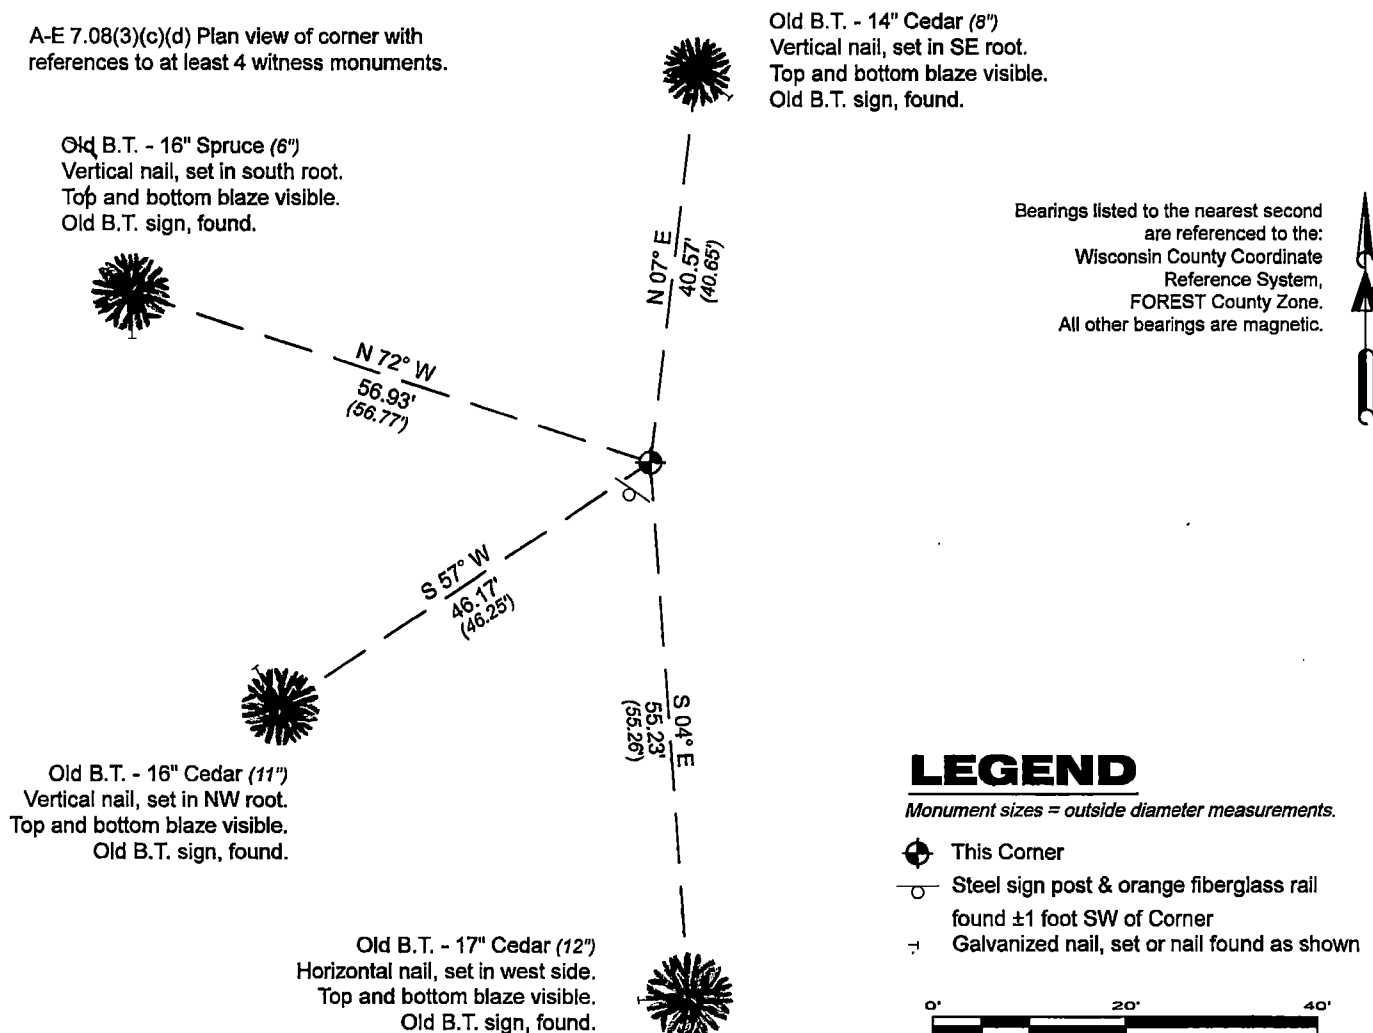 A-E 7.08(3)(c)(d) Plan view of corner with
references to at least 4 witness monuments.
Old B.T. - 14" Cedar (8")
Vertical nail, set in SE root.
Top and bottom blaze visible.
Old B.T. sign, found.
Old B.T. - 16" Spruce (6")
Vertical nail, set in south root.
Top and bottom blaze visible.
Old B.T. sign, found.
Bearings listed to the nearest second
are referenced to the:
Wisconsin County Coordinate
Reference System,
FOREST County Zone.
All other bearings are magnetic.
N 07° E
40.57'
(40.65')
N 72° W
56.93'
(56.77')
S 57° W
46.17'
(46.25')
S 04° E
55.23'
(55.26')
Old B.T. - 16" Cedar (11")
Vertical nail, set in NW root.
Top and bottom blaze visible.
Old B.T. sign, found.
Old B.T. - 17" Cedar (12")
Horizontal nail, set in west side.
Top and bottom blaze visible.
Old B.T. sign, found.
LEGEND
Monument sizes = outside diameter measurements.
This Corner
Steel sign post & orange fiberglass rail
found ±1 foot SW of Corner
Galvanized nail, set or nail found as shown
0' 20' 40'